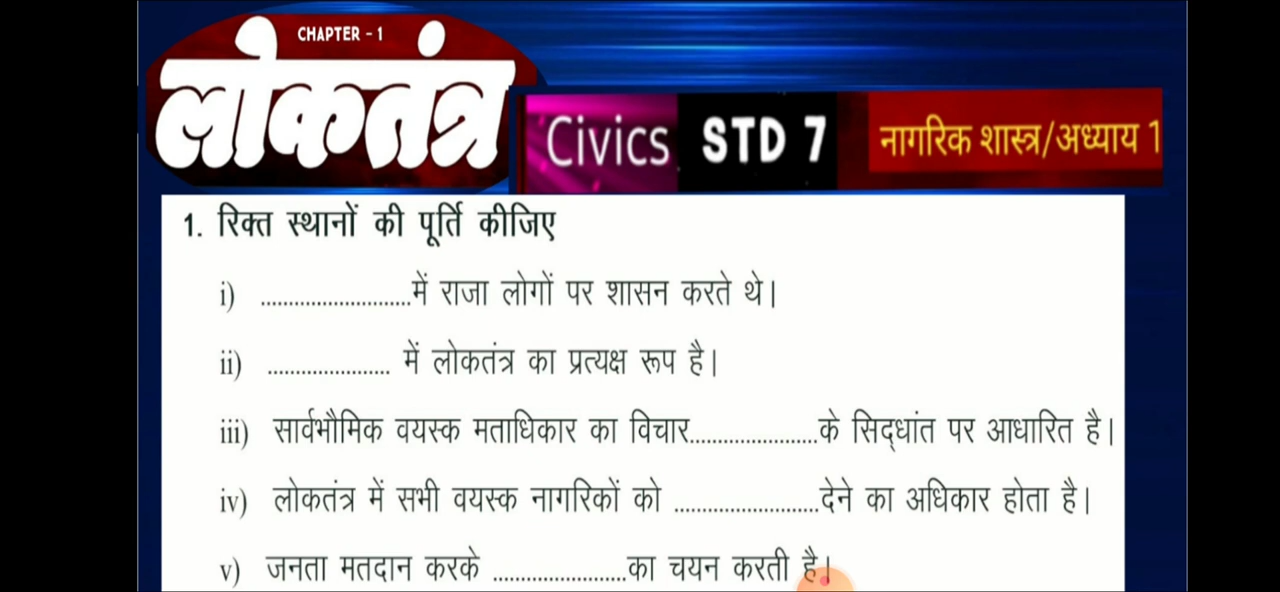 CHAPTER - 1
लोकतंत्र
Civics STD 7 नागरिक शास्त्र/अध्याय 1
1. रिक्त स्थानों की पूर्ति कीजिए
i) ...........................में राजा लोगों पर शासन करते थे।
ii) ...................... में लोकतंत्र का प्रत्यक्ष रूप है।
iii) सार्वभौमिक वयस्क मताधिकार का विचार.......................के सिद्धांत पर आधारित है।
iv) लोकतंत्र में सभी वयस्क नागरिकों को ..........................देने का अधिकार होता है।
v) जनता मतदान करके ........................का चयन करती है।